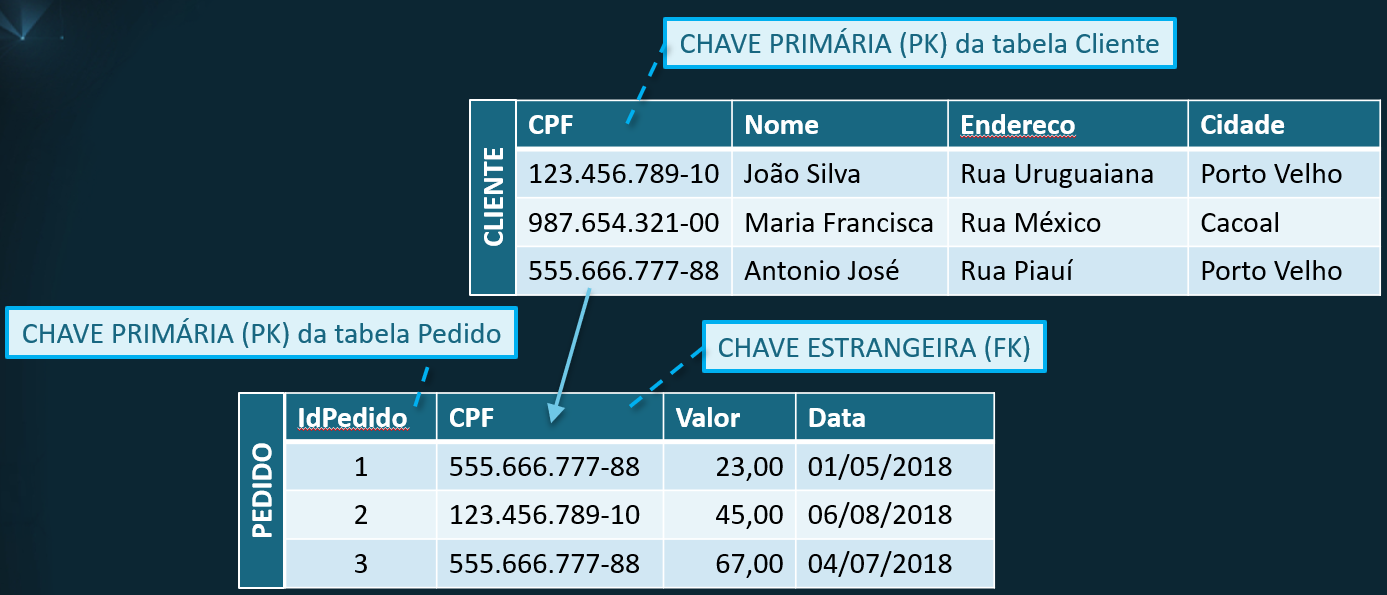 CHAVE PRIMÁRIA (PK) da tabela Cliente
CLIENTE
CPF Nome Endereco Cidade
123.456.789-10 João Silva Rua Uruguaiana Porto Velho
987.654.321-00 Maria Francisca Rua México Cacoal
555.666.777-88 Antonio José Rua Piauí Porto Velho
CHAVE PRIMÁRIA (PK) da tabela Pedido
CHAVE ESTRANGEIRA (FK)
PEDIDO
IdPedido CPF Valor Data
1 555.666.777-88 23,00 01/05/2018
2 123.456.789-10 45,00 06/08/2018
3 555.666.777-88 67,00 04/07/2018